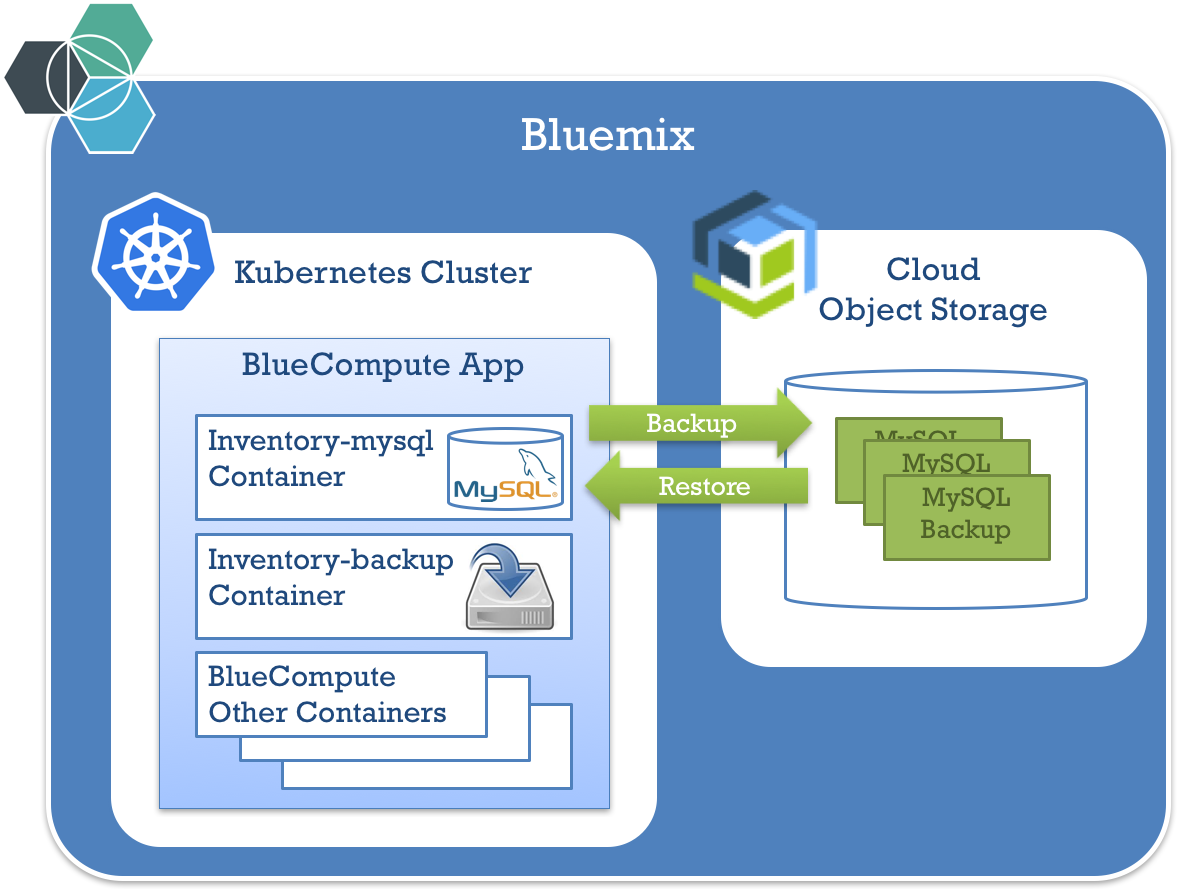 Bluemix
Kubernetes Cluster
Cloud
Object Storage
BlueCompute App
Inventory-mysql
Container
MySQL®
Backup
Restore
MySQL
MySQL
MySQL
Backup
Inventory-backup
Container
BlueCompute
Other Containers